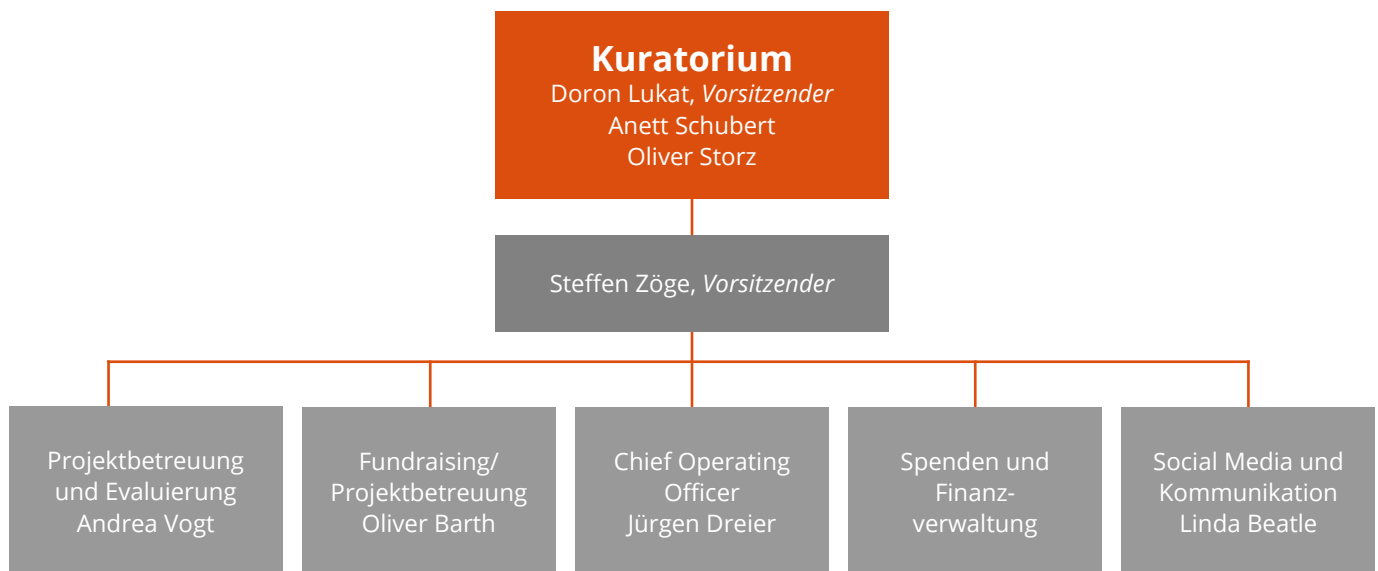 Kuratorium
Doron Lukat, Vorsitzender
Anett Schubert
Oliver Storz
Steffen Zöge, Vorsitzender
Projektbetreuung
und Evaluierung
Andrea Vogt
Fundraising/
Projektbetreuung
Oliver Barth
Chief Operating
Officer
Jürgen Dreier
Spenden und
Finanz-
verwaltung
Social Media und
Kommunikation
Linda Beatle